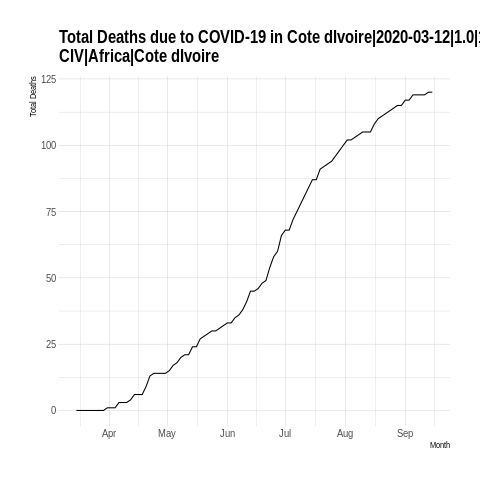 Total Deaths due to COVID-19 in Cote dIvoire|2020-03-12|1.0|
CIV|Africa|Cote dIvoire
Total Deaths
125
100
75
50
25
0
Apr
May
Jun
Jul
Aug
Sep
Month